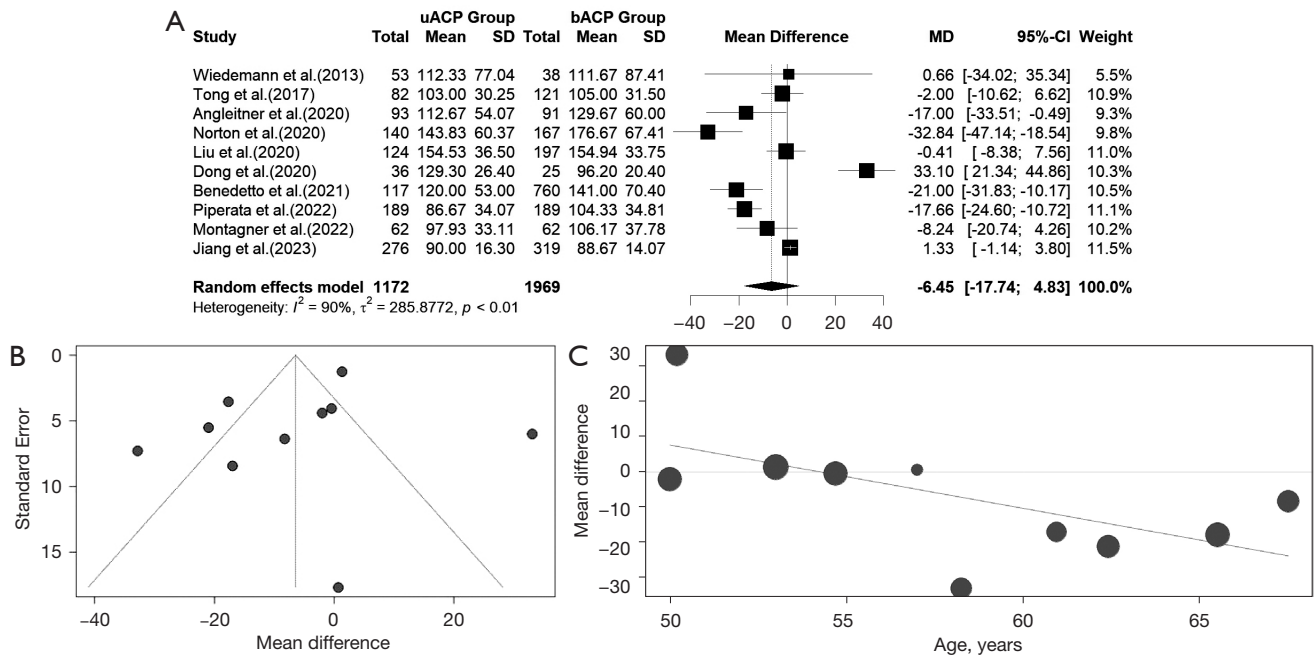 A
uACP Group bACP Group
Study Total Mean SD Total Mean SD Mean Difference MD 95%-CI Weight
Wiedemann et al.(2013) 53 112.33 77.04 38 111.67 87.41 0.66 [-34.02; 35.34] 5.5%
Tong et al.(2017) 82 103.00 30.25 121 105.00 31.50 -2.00 [-10.62; 6.62] 10.9%
Angleitner et al.(2020) 93 112.67 54.07 91 129.67 60.00 -17.00 [-33.51; -0.49] 9.3%
Norton et al.(2020) 140 143.83 60.37 167 176.67 67.41 -32.84 [-47.14; -18.54] 9.8%
Liu et al.(2020) 124 154.53 36.50 197 154.94 33.75 -0.41 [ -8.38; 7.56] 11.0%
Dong et al.(2020) 36 129.30 26.40 25 96.20 20.40 33.10 [ 21.34; 44.86] 10.3%
Benedetto et al.(2021) 117 120.00 53.00 760 141.00 70.40 -21.00 [-31.83; -10.17] 10.5%
Piperata et al.(2022) 189 86.67 34.07 189 104.33 34.81 -17.66 [-24.60; -10.72] 11.1%
Montagner et al.(2022) 62 97.93 33.11 62 106.17 37.78 -8.24 [-20.74; 4.26] 10.2%
Jiang et al.(2023) 276 90.00 16.30 319 88.67 14.07 1.33 [ -1.14; 3.80] 11.5%
Random effects model 1172 1969 -6.45 [-17.74; 4.83] 100.0%
Heterogeneity: I² = 90%, τ² = 285.8772, p < 0.01
−40 −20 0 20 40
B
0
5
10
15
Standard Error
−40 −20 0 20
Mean difference
C
30
20
10
0
−10
−20
−30
Mean difference
50 55 60 65
Age, years